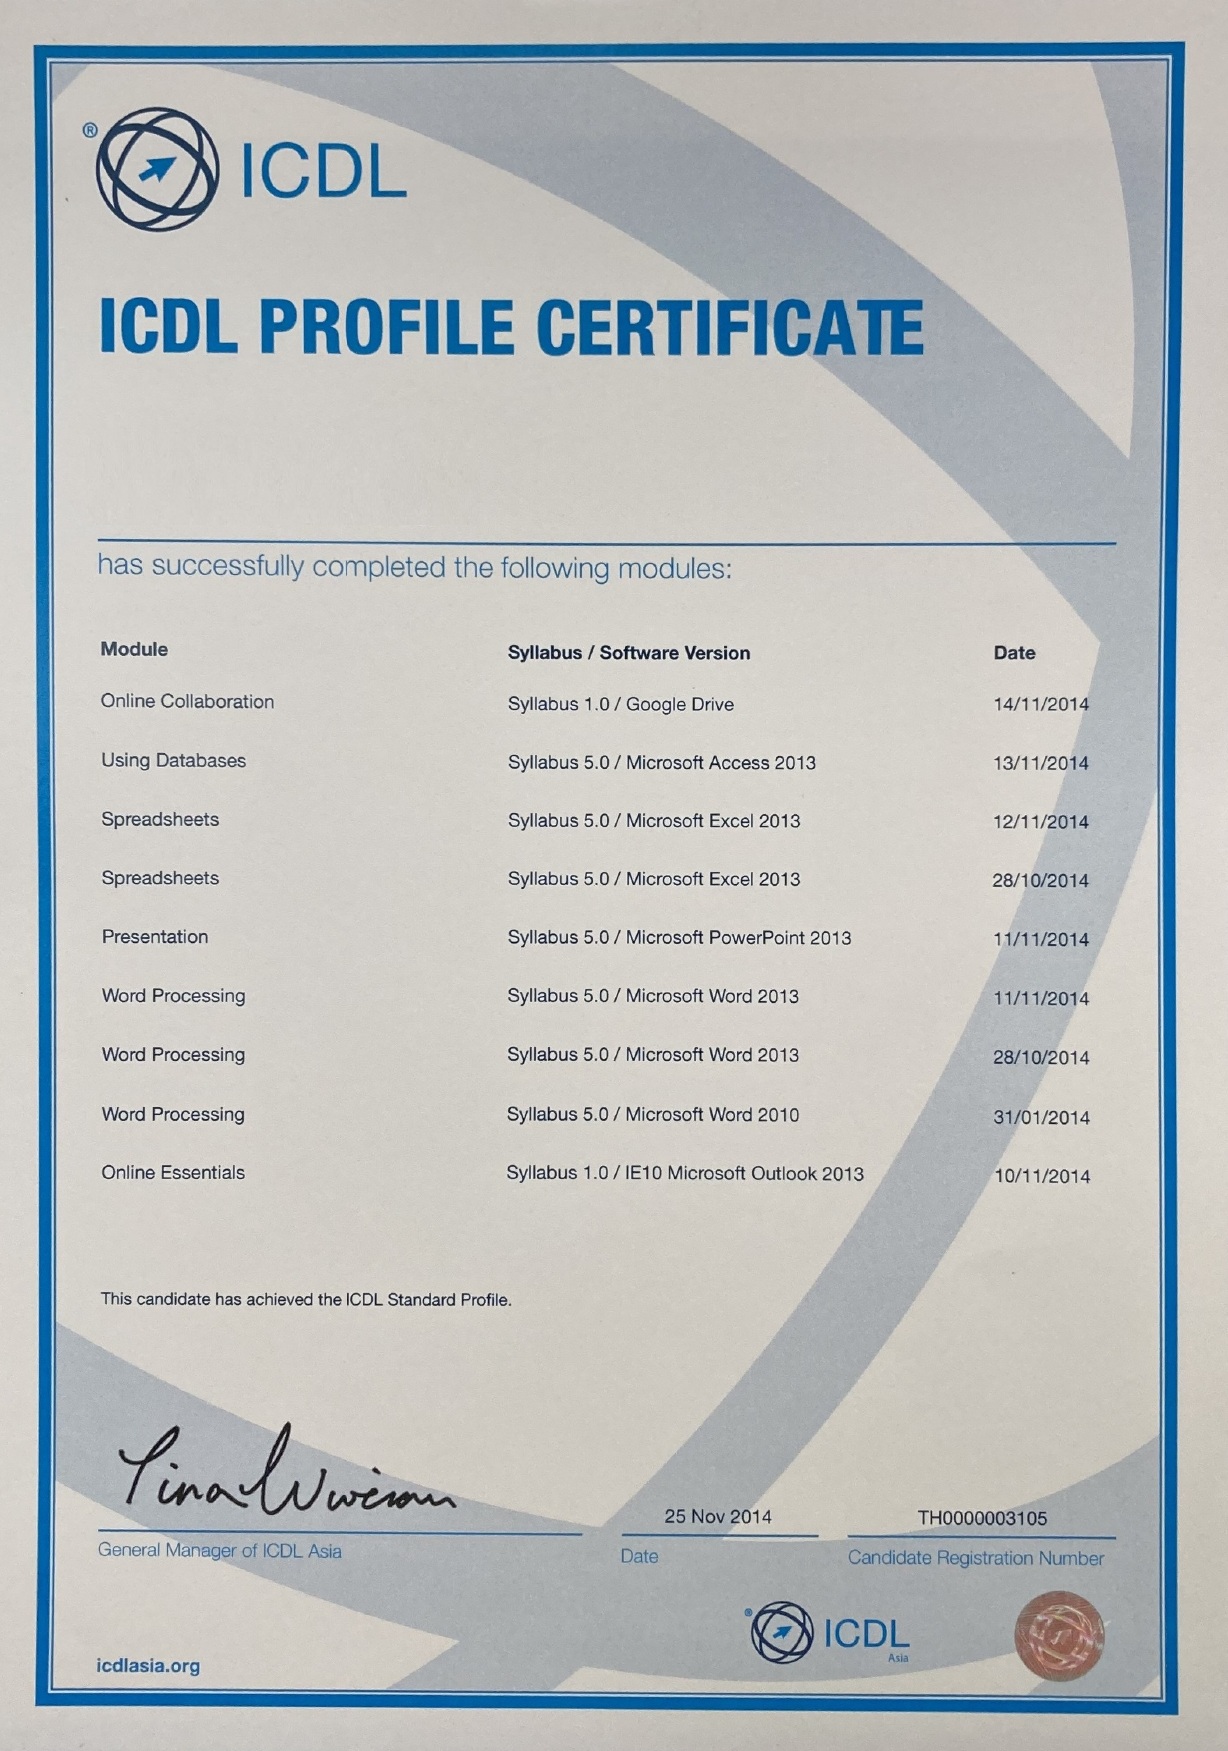 ® ICDL
ICDL PROFILE CERTIFICATE
has successfully completed the following modules:
Module Syllabus / Software Version Date
Online Collaboration Syllabus 1.0 / Google Drive 14/11/2014
Using Databases Syllabus 5.0 / Microsoft Access 2013 13/11/2014
Spreadsheets Syllabus 5.0 / Microsoft Excel 2013 12/11/2014
Spreadsheets Syllabus 5.0 / Microsoft Excel 2013 28/10/2014
Presentation Syllabus 5.0 / Microsoft PowerPoint 2013 11/11/2014
Word Processing Syllabus 5.0 / Microsoft Word 2013 11/11/2014
Word Processing Syllabus 5.0 / Microsoft Word 2013 28/10/2014
Word Processing Syllabus 5.0 / Microsoft Word 2010 31/01/2014
Online Essentials Syllabus 1.0 / IE10 Microsoft Outlook 2013 10/11/2014
This candidate has achieved the ICDL Standard Profile.
Tina
25 Nov 2014 TH0000003105
General Manager of ICDL Asia Date Candidate Registration Number
® ICDL
Asia
icdlasia.org